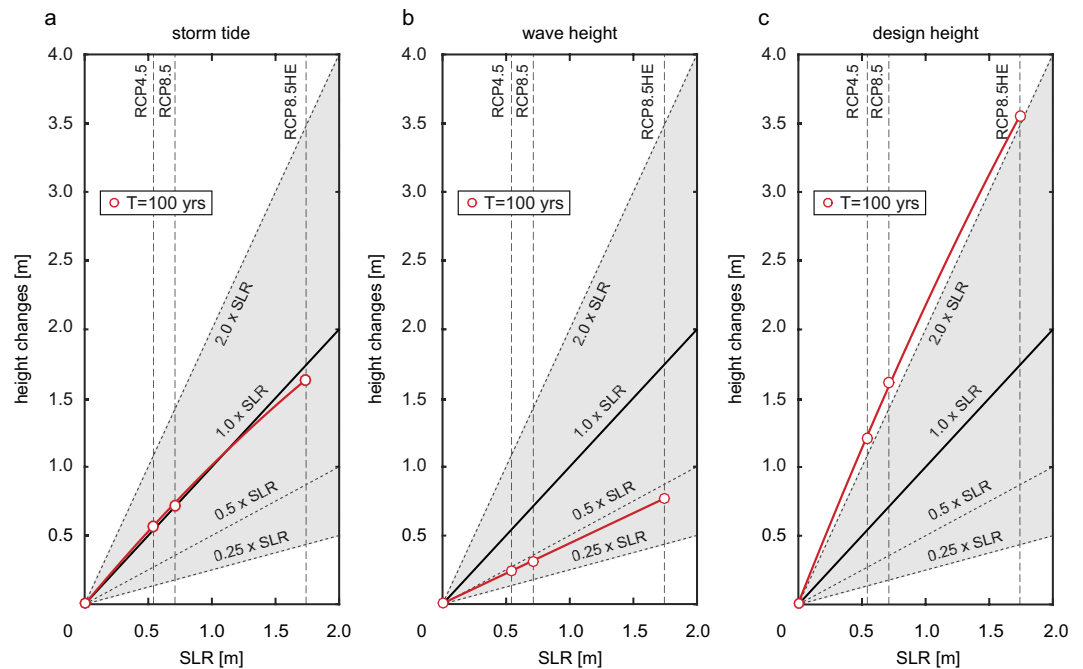 a
storm tide
4.0
3.5
3.0
2.5
2.0
1.5
1.0
0.5
0
0.5
1.0
1.5
2.0
height changes [m]
SLR [m]
RCP4.5
RCP8.5
RCP8.5HE
T=100 yrs
2.0 x SLR
1.0 x SLR
0.5 x SLR
0.25 x SLR
b
wave height
4.0
3.5
3.0
2.5
2.0
1.5
1.0
0.5
0
0.5
1.0
1.5
2.0
height changes [m]
SLR [m]
RCP4.5
RCP8.5
RCP8.5HE
T=100 yrs
2.0 x SLR
1.0 x SLR
0.5 x SLR
0.25 x SLR
c
design height
4.0
3.5
3.0
2.5
2.0
1.5
1.0
0.5
0
0.5
1.0
1.5
2.0
height changes [m]
SLR [m]
RCP4.5
RCP8.5
RCP8.5HE
T=100 yrs
2.0 x SLR
1.0 x SLR
0.5 x SLR
0.25 x SLR